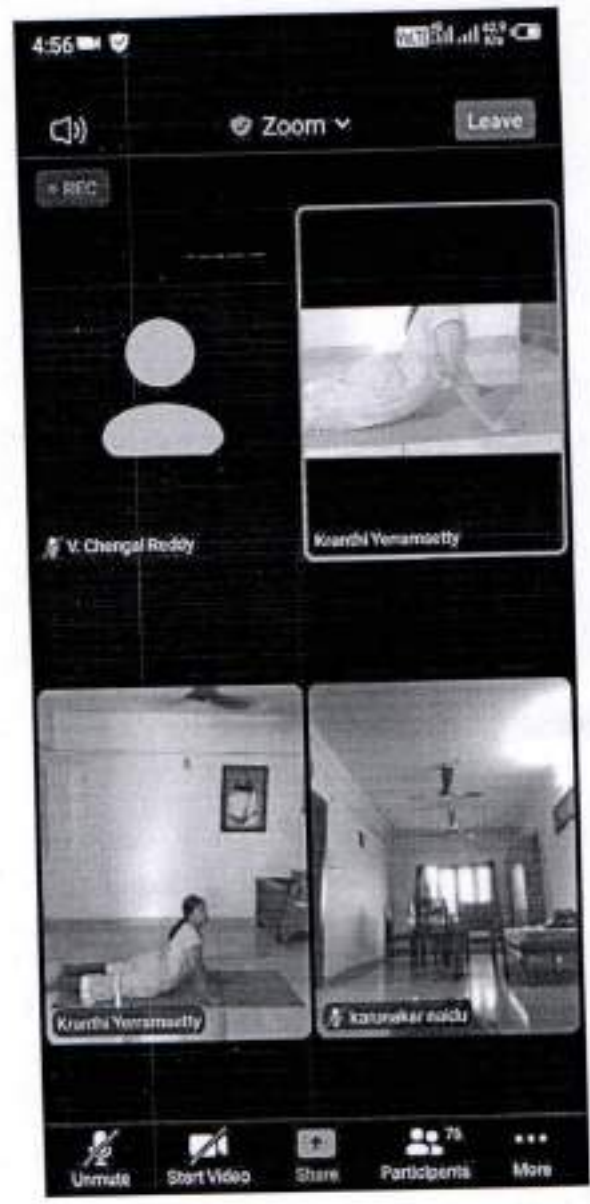 4:56
Zoom
Leave
REC
V. Chengal Reddy
Kranthi Yerramsetty
Kranthi Yerramsetty
karunakar naidu
Unmute
Start Video
Share
Participants
75
More